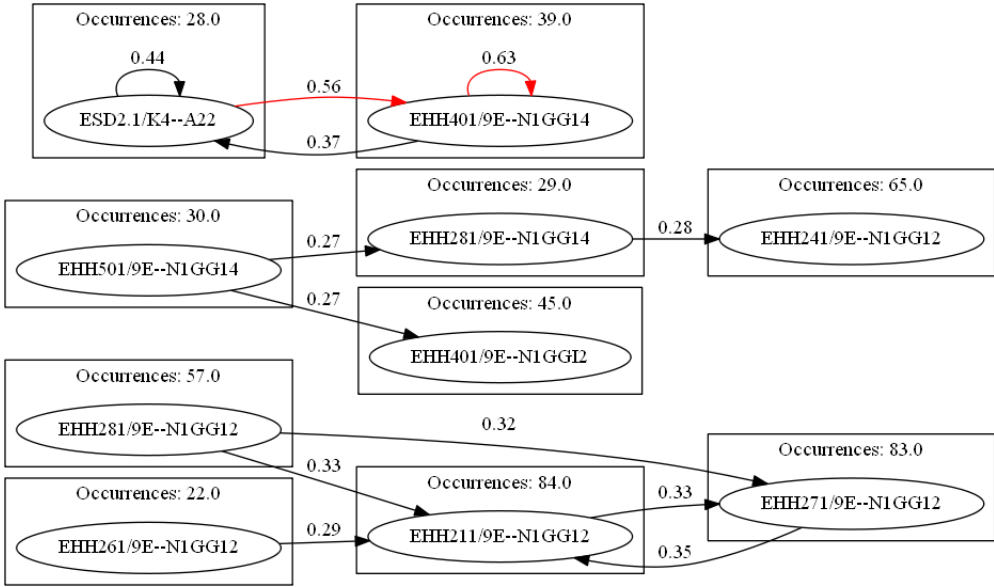 Occurrences: 28.0
Occurrences: 39.0
0.44
0.63
0.56
ESD2.1/K4--A22
EHH401/9E--N1GG14
0.37
Occurrences: 29.0
Occurrences: 65.0
Occurrences: 30.0
0.27
EHH281/9E--N1GG14
0.28
EHH241/9E--N1GG12
EHH501/9E--N1GG14
0.27
Occurrences: 45.0
EHH401/9E--N1GGI2
Occurrences: 57.0
0.32
EHH281/9E--N1GG12
Occurrences: 83.0
0.33
Occurrences: 84.0
0.33
Occurrences: 22.0
EHH271/9E--N1GG12
0.29
EHH211/9E--N1GG12
EHH261/9E--N1GG12
0.35